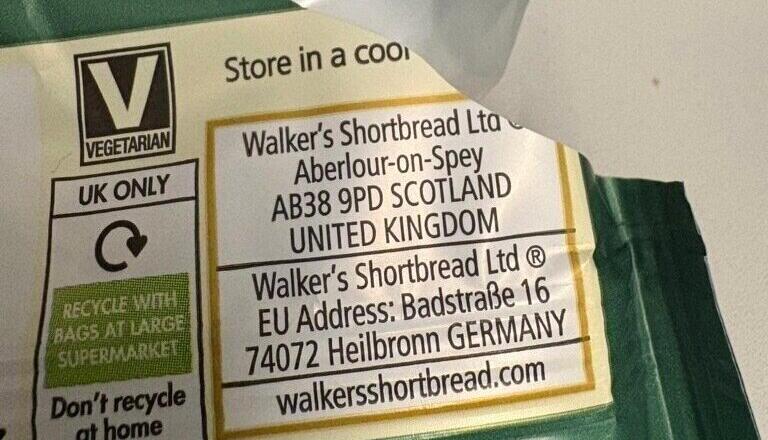 V
VEGETARIAN
Store in a cool
UK ONLY
RECYCLE WITH
BAGS AT LARGE
SUPERMARKET
Don't recycle
at home
Walker's Shortbread Ltd ®
Aberlour-on-Spey
AB38 9PD SCOTLAND
UNITED KINGDOM
Walker's Shortbread Ltd ®
EU Address: Badstraße 16
74072 Heilbronn GERMANY
walkersshortbread.com